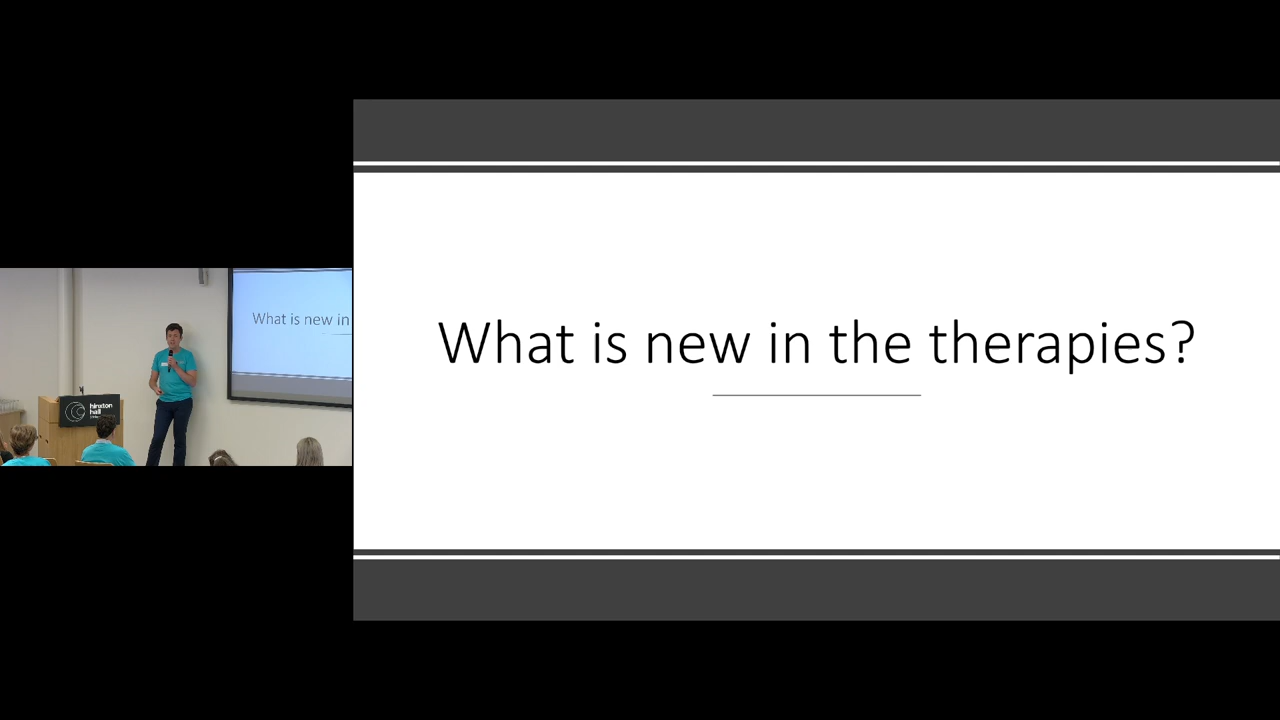 What is new in
hinxton
hall
What is new in the therapies?